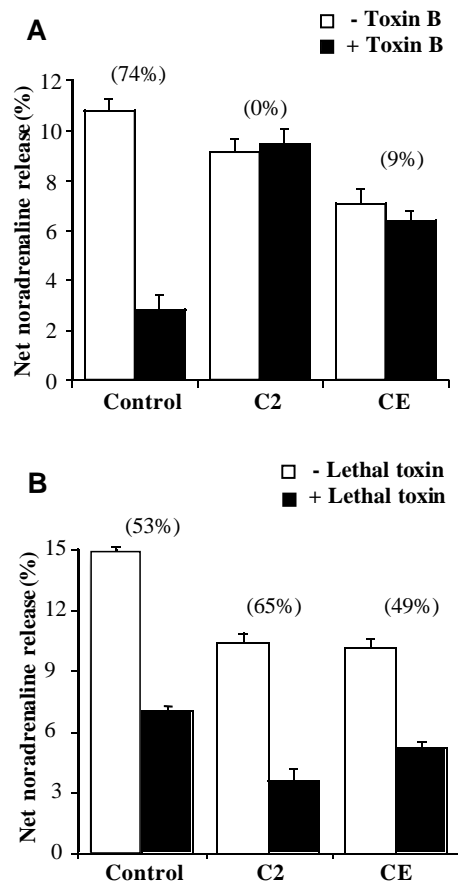 A
- Toxin B
+ Toxin B
Net noradrenaline release (%)
12
10
8
6
4
2
0
(74%)
(0%)
(9%)
Control C2 CE
B
- Lethal toxin
+ Lethal toxin
Net noradrenaline release (%)
15
12
9
6
3
0
(53%)
(65%)
(49%)
Control C2 CE